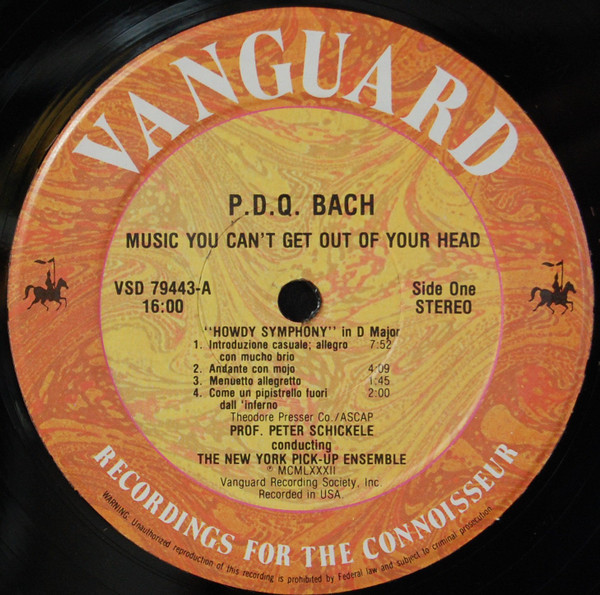 VANGUARD
P.D.Q. BACH
MUSIC YOU CAN'T GET OUT OF YOUR HEAD
VSD 79443-A Side One
16:00 STEREO
"HOWDY SYMPHONY" in D Major
1. Introduzione casuale; allegro 7:52
con mucho brio
2. Andante con mojo 4:09
3. Menuetto allegretto 1:45
4. Come un pipistrello fuori 2:00
dall 'inferno
Theodore Presser Co./ASCAP
PROF. PETER SCHICKELE
conducting
THE NEW YORK PICK-UP ENSEMBLE
℗ MCMLXXXII
Vanguard Recording Society, Inc.
Recorded in USA.
RECORDINGS FOR THE CONNOISSEUR
WARNING: Unauthorized reproduction of this recording is prohibited by Federal law and subject to criminal prosecution.